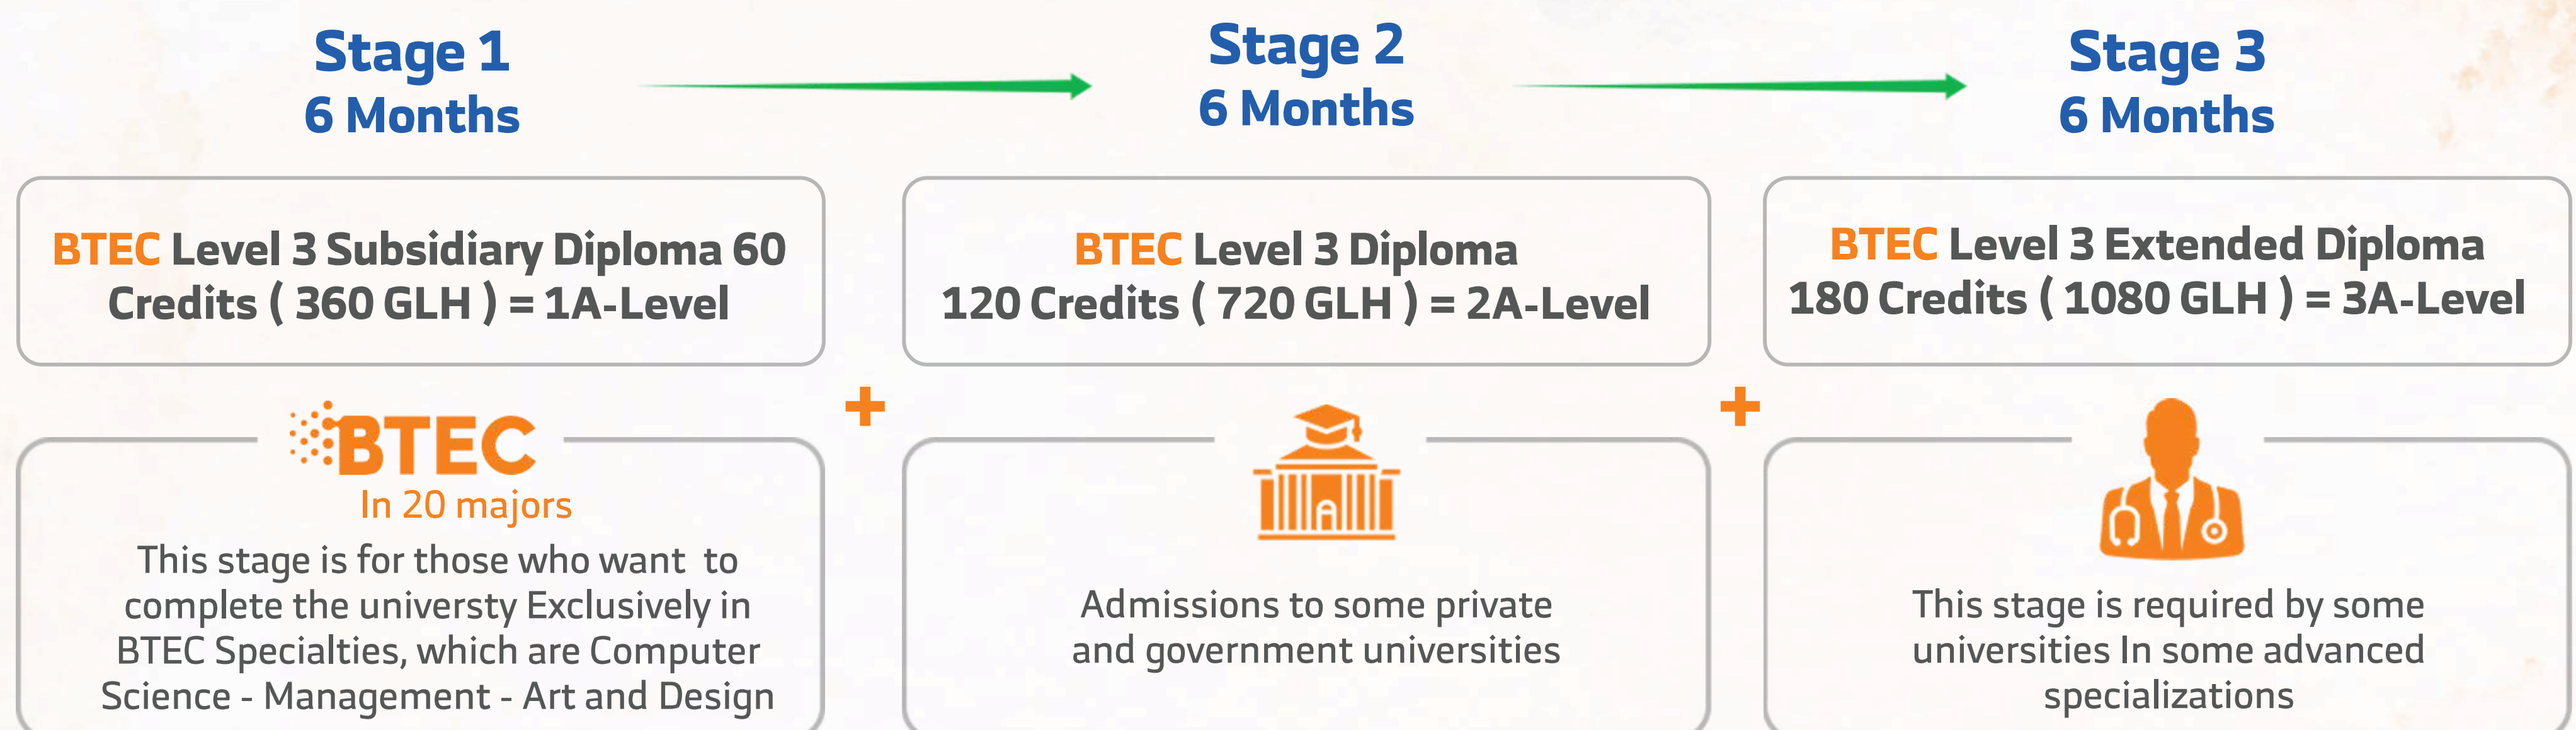 Stage 1
6 Months
BTEC Level 3 Subsidiary Diploma 60
Credits ( 360 GLH ) = 1A-Level
BTEC
In 20 majors
This stage is for those who want to
complete the universty Exclusively in
BTEC Specialties, which are Computer
Science - Management - Art and Design
+
Stage 2
6 Months
BTEC Level 3 Diploma
120 Credits ( 720 GLH ) = 2A-Level
Admissions to some private
and government universities
+
Stage 3
6 Months
BTEC Level 3 Extended Diploma
180 Credits ( 1080 GLH ) = 3A-Level
This stage is required by some
universities In some advanced
specializations